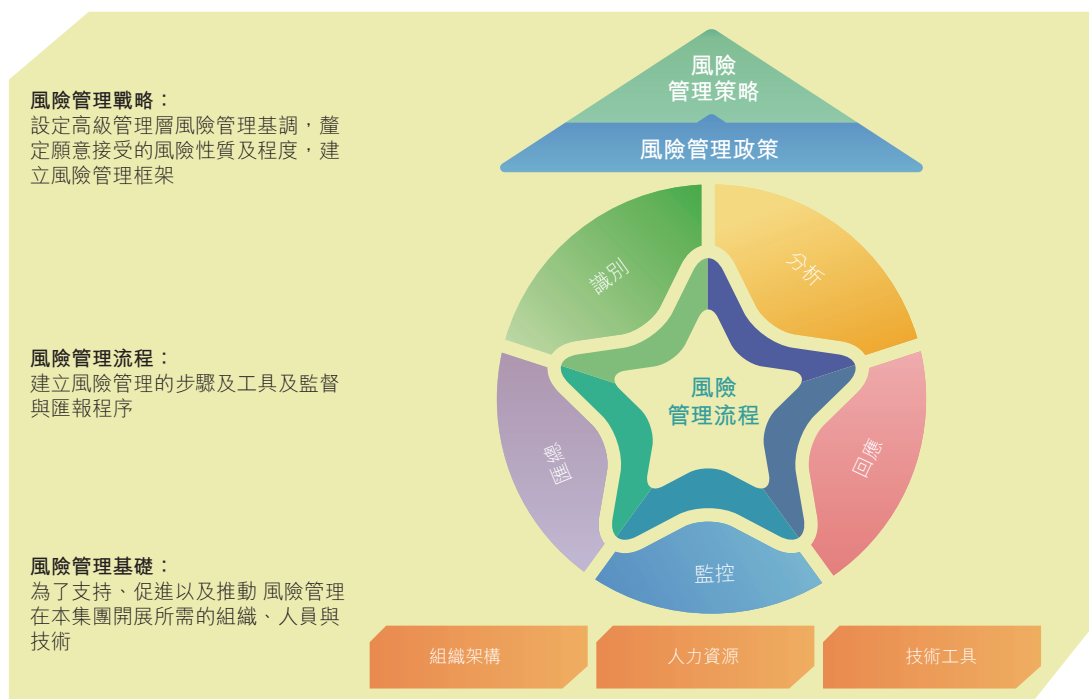 風險
管理策略
風險管理政策
風險管理戰略：
設定高級管理層風險管理基調，釐
定願意接受的風險性質及程度，建
立風險管理框架
識別
分析
風險管理流程：
建立風險管理的步驟及工具及監督
與匯報程序
風險
管理流程
匯總
回應
監控
風險管理基礎：
為了支持、促進以及推動 風險管理
在本集團開展所需的組織、人員與
技術
組織架構
人力資源
技術工具